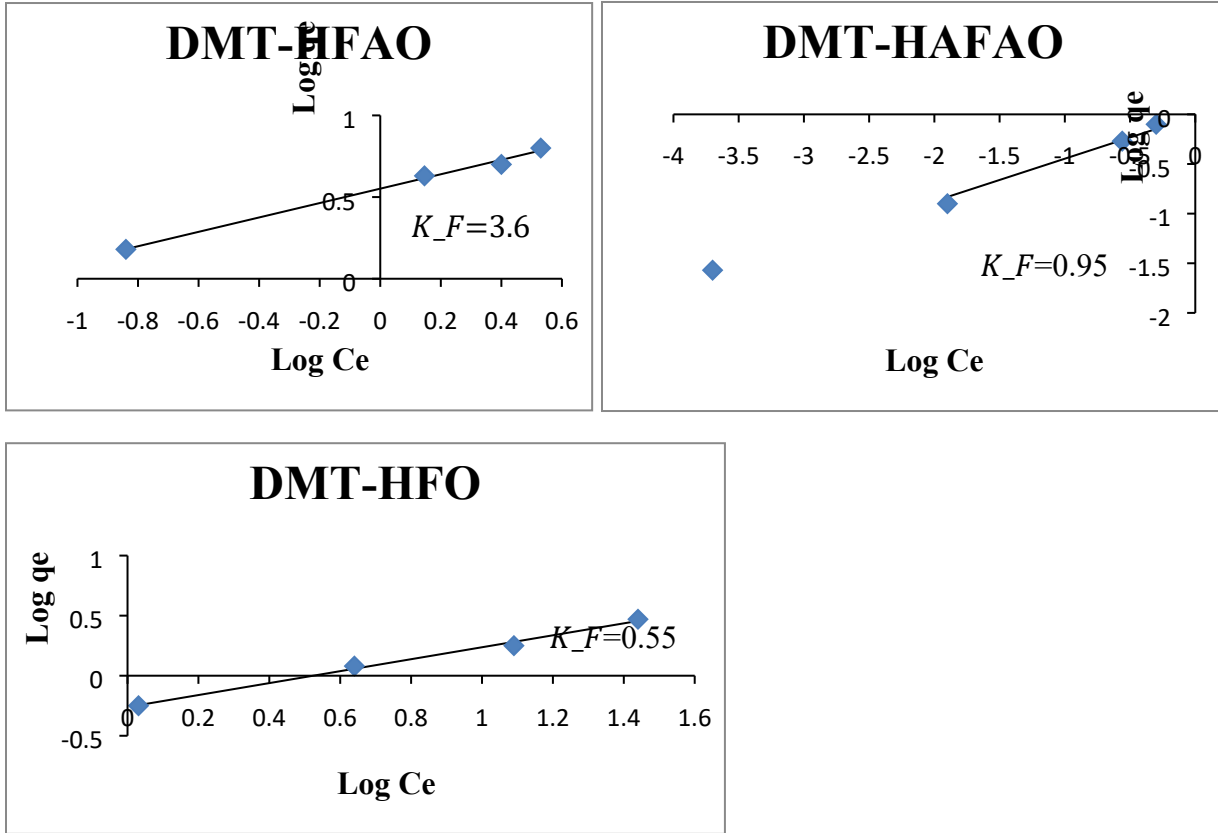 DMT-HFAO
Log qe
1
0.5
0
K_F=3.6
-1 -0.8 -0.6 -0.4 -0.2 0 0.2 0.4 0.6
Log Ce
DMT-HAFAO
Log qe
0
-4 -3.5 -3 -2.5 -2 -1.5 -1 -0.5 0
-0.5
-1
K_F=0.95
-1.5
-2
Log Ce
DMT-HFO
Log qe
1
0.5
K_F=0.55
0
0 0.2 0.4 0.6 0.8 1 1.2 1.4 1.6
-0.5
Log Ce